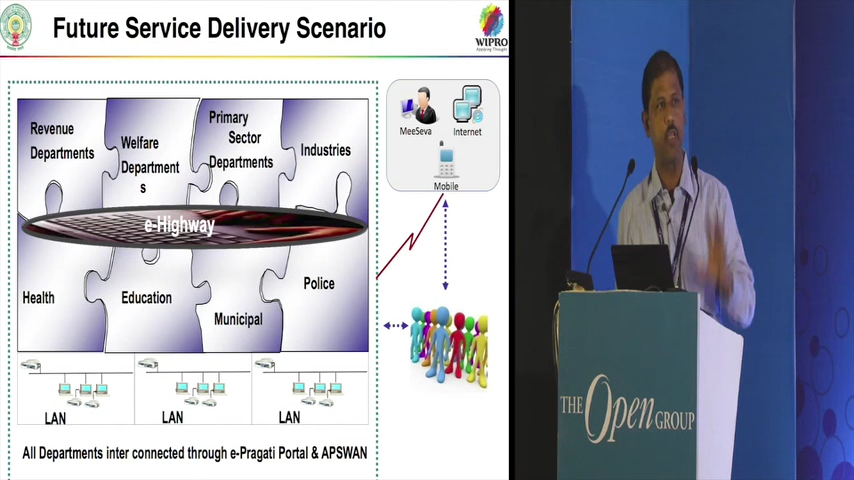 Future Service Delivery Scenario
WIPRO
Applying Thought
Revenue
Departments
Welfare
Department
s
Primary
Sector
Departments
Industries
e-Highway
Health
Education
Municipal
Police
LAN
LAN
LAN
All Departments inter connected through e-Pragati Portal & APSWAN
MeeSeva
Internet
Mobile
THE Open GROUP